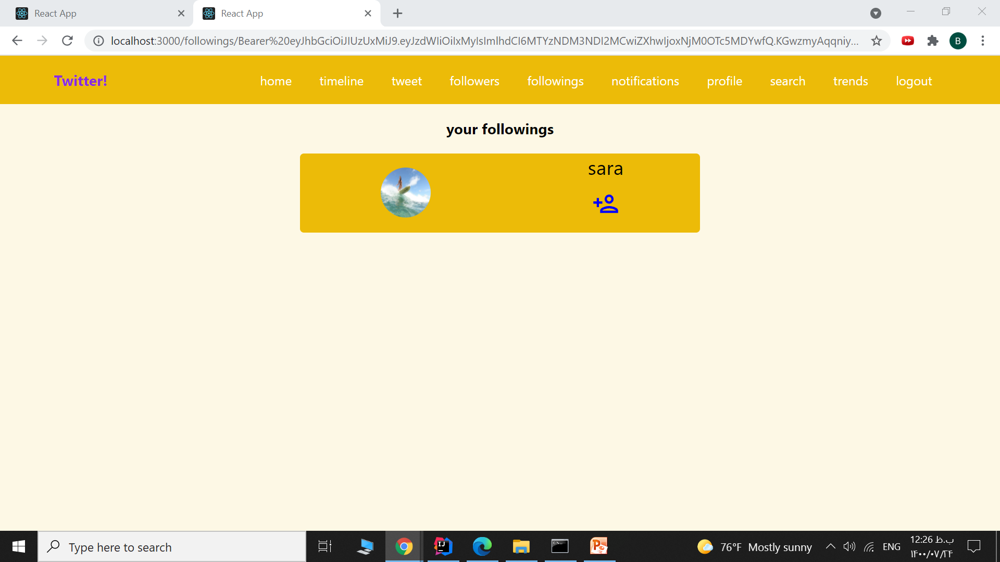 React App
React App
localhost:3000/followings/Bearer%20eyJhbGciOiJIUzUxMiJ9.eyJzdWIiOiIxMyIsImlhdCI6MTYzNDM3NDI2MCwiZXhwIjoxNjM0OTc5MDYwfQ.KGwzmyAqqniy...
B
Twitter!
home timeline tweet followers followings notifications profile search trends logout
your followings
sara
Type here to search
76°F Mostly sunny
ENG
12:26 ب.ظ
۱۴۰۰/۰۷/۲۴